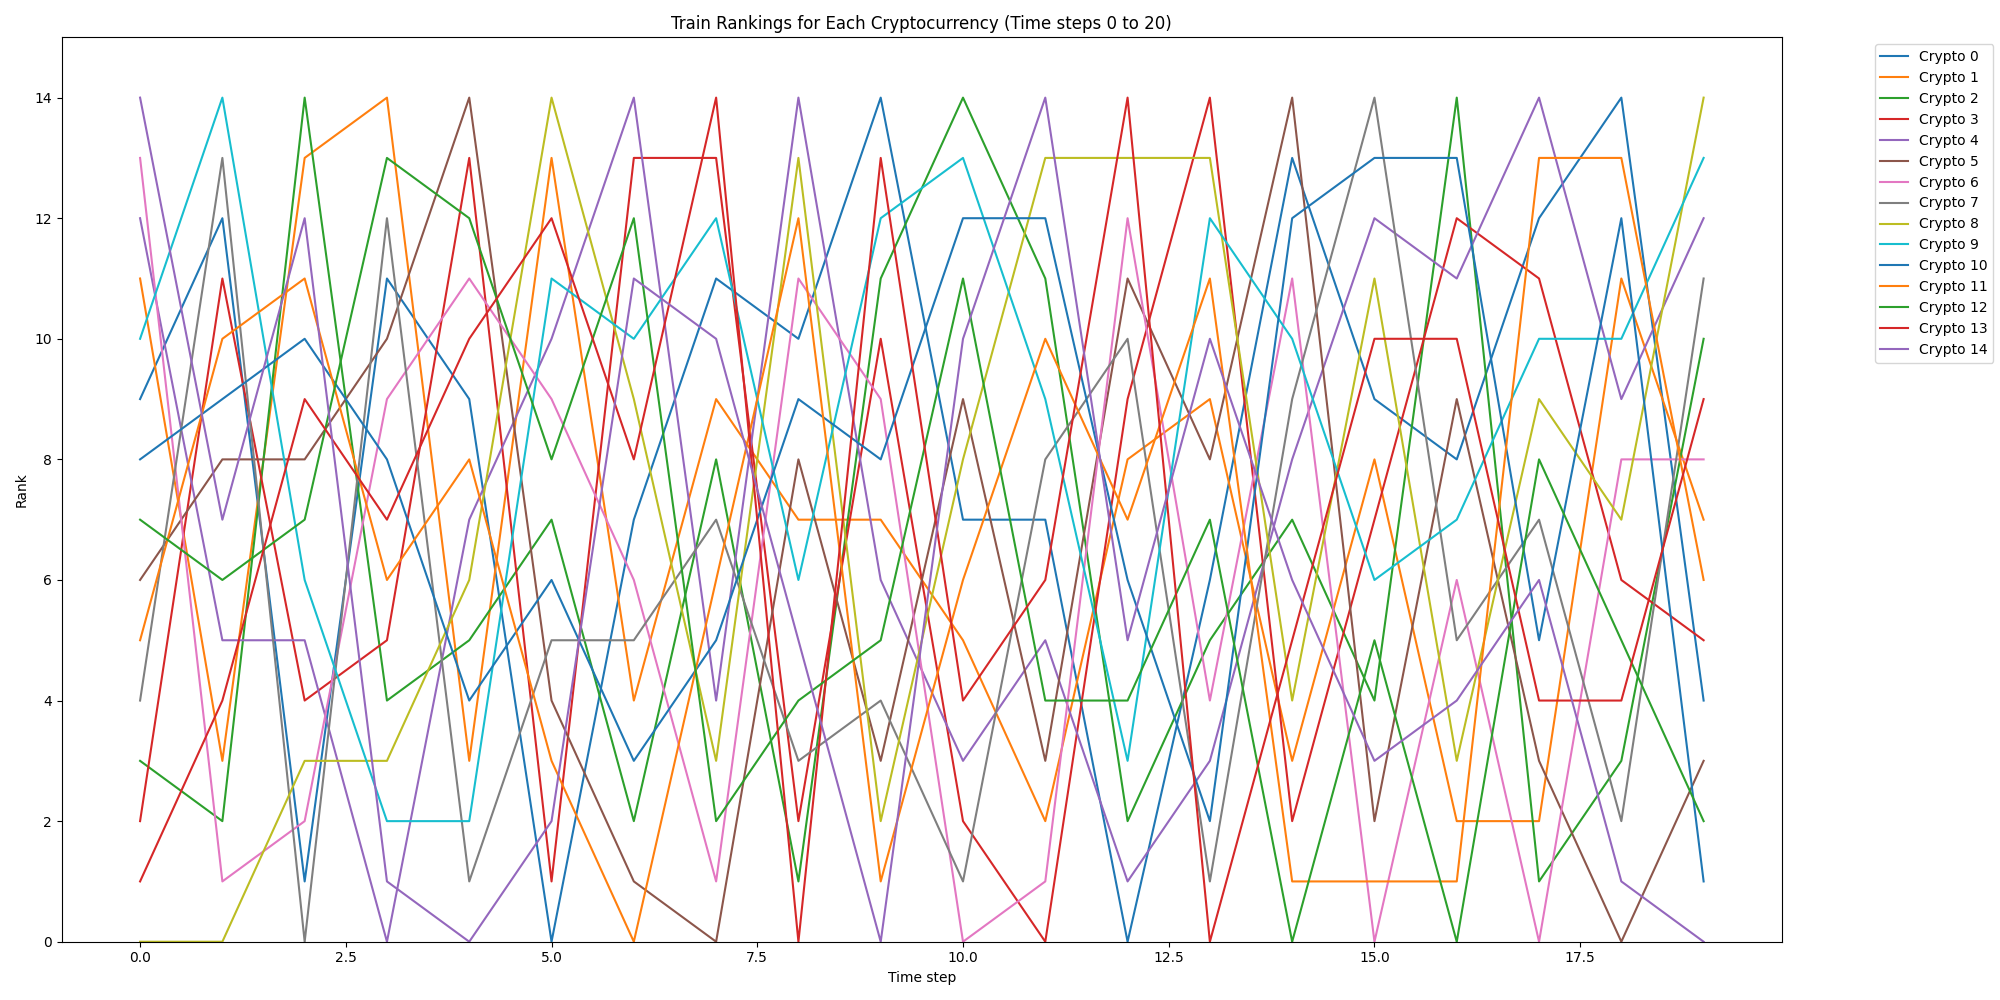 Train Rankings for Each Cryptocurrency (Time steps 0 to 20)
Rank
14
12
10
8
6
4
2
0
0.0 2.5 5.0 7.5 10.0 12.5 15.0 17.5
Time step
Crypto 0
Crypto 1
Crypto 2
Crypto 3
Crypto 4
Crypto 5
Crypto 6
Crypto 7
Crypto 8
Crypto 9
Crypto 10
Crypto 11
Crypto 12
Crypto 13
Crypto 14